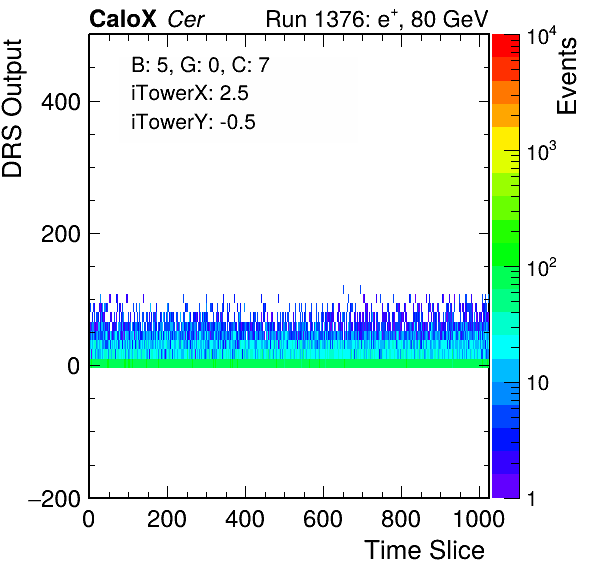 CaloX Cer Run 1376: e⁺, 80 GeV
B: 5, G: 0, C: 7
iTowerX: 2.5
iTowerY: -0.5
DRS Output
400
200
0
−200
0 200 400 600 800 1000
Time Slice
Events
10⁴
10³
10²
10
1